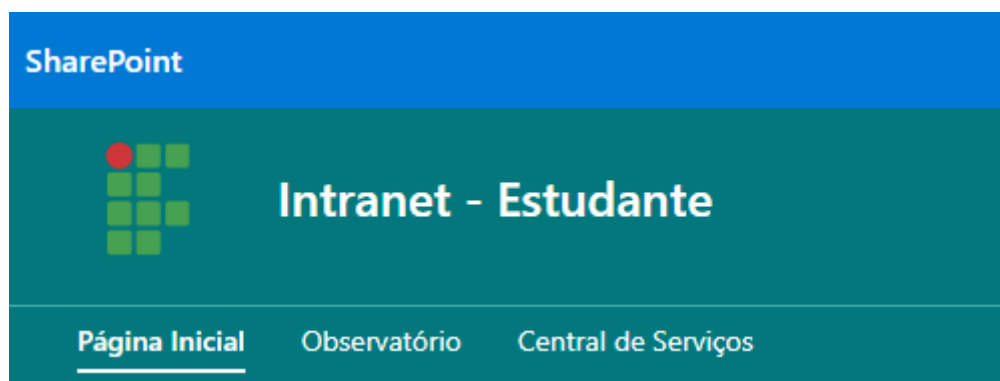 SharePoint
Intranet - Estudante
Página Inicial Observatório Central de Serviços